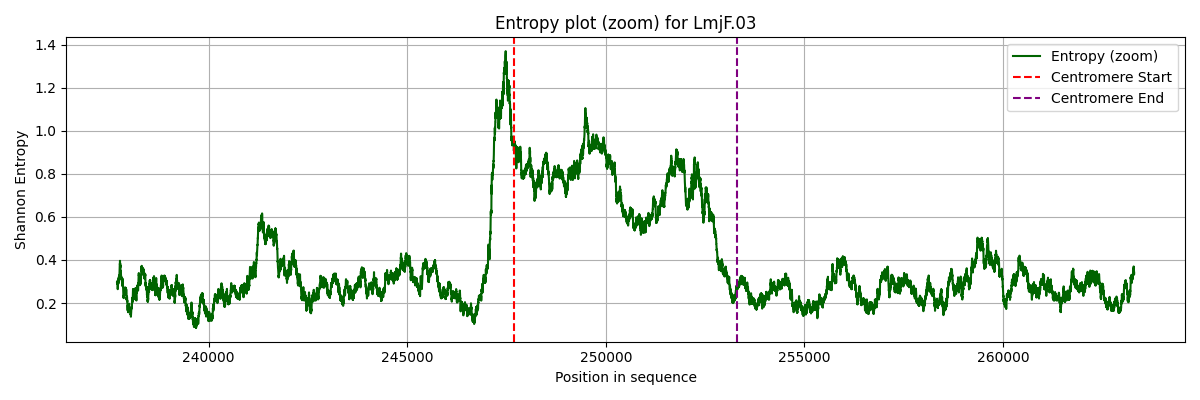 Entropy plot (zoom) for LmjF.03
Shannon Entropy
1.4
1.2
1.0
0.8
0.6
0.4
0.2
Entropy (zoom)
Centromere Start
Centromere End
240000 245000 250000 255000 260000
Position in sequence